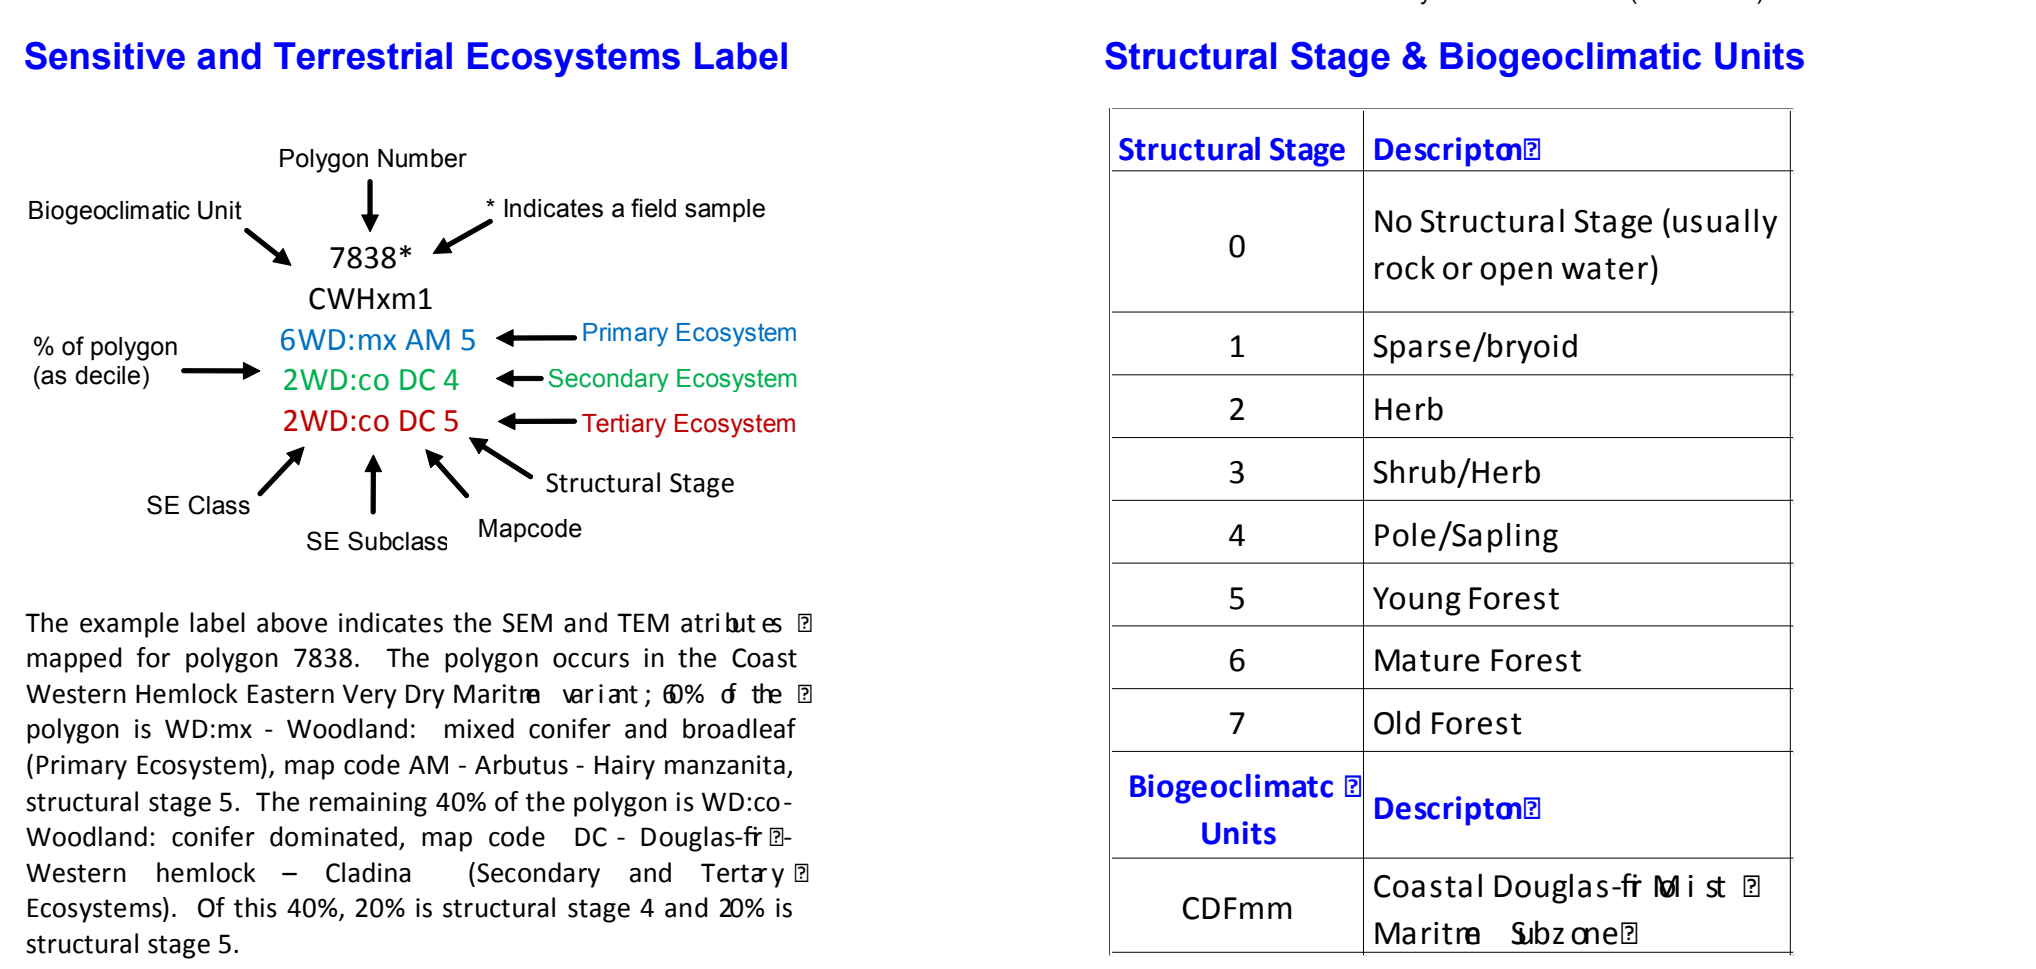 Sensitive and Terrestrial Ecosystems Label
Polygon Number
Biogeoclimatic Unit
* Indicates a field sample
7838*
CWHxm1
% of polygon
(as decile)
6WD:mx AM 5
Primary Ecosystem
2WD:co DC 4
Secondary Ecosystem
2WD:co DC 5
Tertiary Ecosystem
SE Class
SE Subclass
Mapcode
Structural Stage
The example label above indicates the SEM and TEM atributes
mapped for polygon 7838. The polygon occurs in the Coast
Western Hemlock Eastern Very Dry Maritme variant; 60% of the
polygon is WD:mx - Woodland: mixed conifer and broadleaf
(Primary Ecosystem), map code AM - Arbutus - Hairy manzanita,
structural stage 5. The remaining 40% of the polygon is WD:co-
Woodland: conifer dominated, map code DC - Douglas-fir -
Western hemlock – Cladina (Secondary and Tertary
Ecosystems). Of this 40%, 20% is structural stage 4 and 20% is
structural stage 5.
Structural Stage & Biogeoclimatic Units
Structural Stage Descripton
0 No Structural Stage (usually
rock or open water)
1 Sparse/bryoid
2 Herb
3 Shrub/Herb
4 Pole/Sapling
5 Young Forest
6 Mature Forest
7 Old Forest
Biogeoclimatc
Units
Descripton
CDFmm
Coastal Douglas-fir Moist
Maritme Subzone